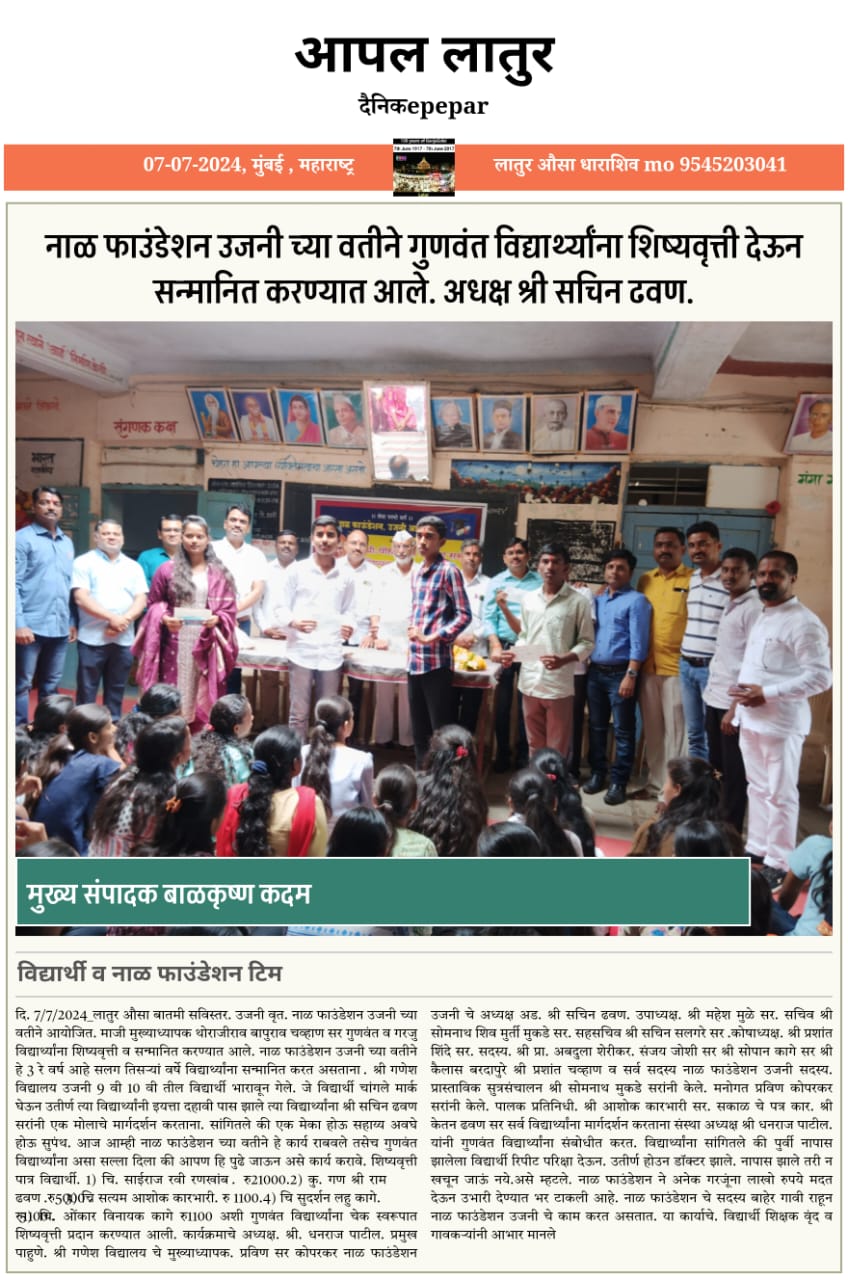 आपल लातुर
दैनिकepepar
07-07-2024, मुंबई , महाराष्ट्र
लातुर औसा धाराशिव mo 9545203041
नाळ फाउंडेशन उजनी च्या वतीने गुणवंत विद्यार्थ्यांना शिष्यवृत्ती देऊन
सन्मानित करण्यात आले. अधक्ष श्री सचिन ढवण.
संगणक कक्ष
भारत
नाळ फाउंडेशन, उजनी
गंगा
मुख्य संपादक बाळकृष्ण कदम
विद्यार्थी व नाळ फाउंडेशन टिम
दि. 7/7/2024_लातुर औसा बातमी सविस्तर. उजनी वृत. नाळ फाउंडेशन उजनी च्या
वतीने आयोजित. माजी मुख्याध्यापक थोराजीराव बापुराव चव्हाण सर गुणवंत व गरजु
विद्यार्थ्यांना शिष्यवृत्ती व सन्मानित करण्यात आले. नाळ फाउंडेशन उजनी च्या वतीने
हे 3 रे वर्ष आहे सलग तिसऱ्यां वर्षे विद्यार्थ्यांना सन्मानित करत असताना . श्री गणेश
विद्यालय उजनी 9 वी 10 वी तील विद्यार्थी भारावून गेले. जे विद्यार्थी चांगले मार्क
घेऊन उतीर्ण त्या विद्यार्थ्यांनी इयत्ता दहावी पास झाले त्या विद्यार्थ्यांना श्री सचिन ढवण
सरांनी एक मोलाचे मार्गदर्शन करताना. सांगितले की एक मेका होऊ सहाय्य अवघे
होऊ सुपंथ. आज आम्ही नाळ फाउंडेशन च्या वतीने हे कार्य राबवले तसेच गुणवंत
विद्यार्थ्यांना असा सल्ला दिला की आपण हि पुढे जाऊन असे कार्य करावे. शिष्यवृत्ती
पात्र विद्यार्थी. 1) चि. साईराज रवी रणखांब . रु21000.2) कु. गण श्री राम
ढवण .रु5000 3) चि सत्यम आशोक कारभारी. रु 1100.4) चि सुदर्शन लहु कागे.
रु1100. 5) चि. ओंकार विनायक कागे रु1100 अशी गुणवंत विद्यार्थ्यांना चेक स्वरूपात
शिष्यवृत्ती प्रदान करण्यात आली. कार्यक्रमाचे अध्यक्ष. श्री. धनराज पाटील. प्रमुख
पाहुणे. श्री गणेश विद्यालय चे मुख्याध्यापक. प्रविण सर कोपरकर नाळ फाउंडेशन
उजनी चे अध्यक्ष अड. श्री सचिन ढवण. उपाध्यक्ष. श्री महेश मुळे सर. सचिव श्री
सोमनाथ शिव मुर्ती मुकडे सर. सहसचिव श्री सचिन सलगरे सर .कोषाध्यक्ष. श्री प्रशांत
शिंदे सर. सदस्य. श्री प्रा. अबदुला शेरीकर. संजय जोशी सर श्री सोपान कागे सर श्री
कैलास बरदापुरे श्री प्रशांत चव्हाण व सर्व सदस्य नाळ फाउंडेशन उजनी सदस्य.
प्रास्ताविक सुत्रसंचालन श्री सोमनाथ मुकडे सरांनी केले. मनोगत प्रविण कोपरकर
सरांनी केले. पालक प्रतिनिधी. श्री आशोक कारभारी सर. सकाळ चे पत्र कार. श्री
केतन ढवण सर सर्व विद्यार्थ्यांना मार्गदर्शन करताना संस्था अध्यक्ष श्री धनराज पाटील.
यांनी गुणवंत विद्यार्थ्यांना संबोधीत करत. विद्यार्थ्यांना सांगितले की पुर्वी नापास
झालेला विद्यार्थी रिपीट परिक्षा देऊन. उतीर्ण होउन डॉक्टर झाले. नापास झाले तरी न
खचून जाऊं नये.असे म्हटले. नाळ फाउंडेशन ने अनेक गरजूंना लाखो रुपये मदत
देऊन उभारी देण्यात भर टाकली आहे. नाळ फाउंडेशन चे सदस्य बाहेर गावी राहून
नाळ फाउंडेशन उजनी चे काम करत असतात. या कार्याचे. विद्यार्थी शिक्षक वृंद व
गावकऱ्यांनी आभार मानले